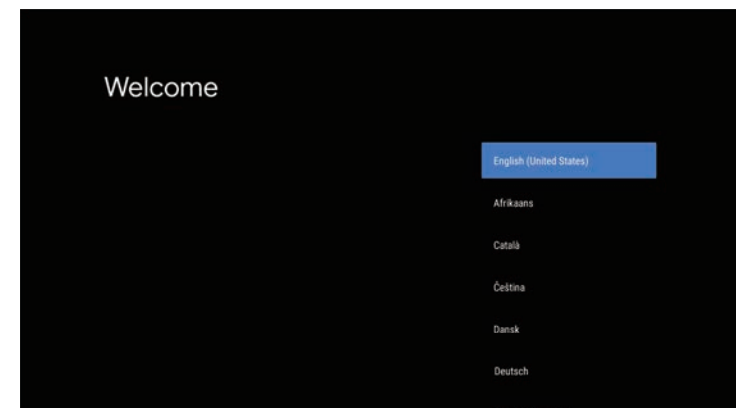 Welcome
English (United States)
Afrikaans
Català
Čeština
Dansk
Deutsch